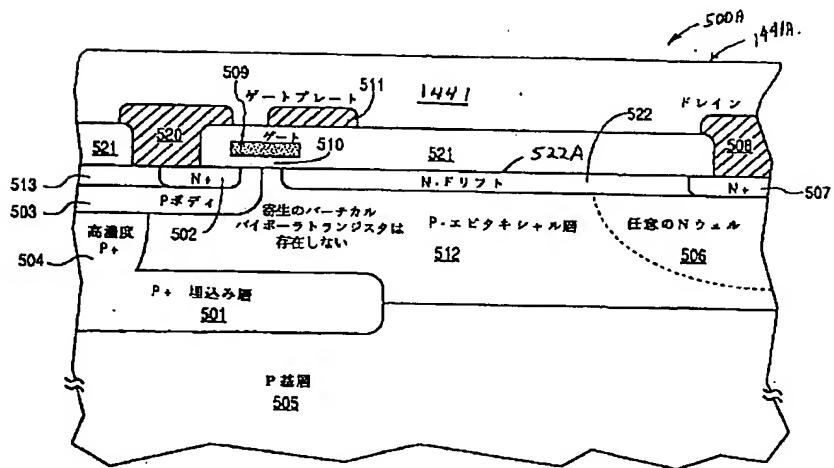 500A
1441A.
509
ゲートプレート
511
1441
ドレイン
522
520
ゲート
510
508
521
521
522A
513
N+
N-Fリフト
N+
507
503
Pボディ
502
寄生のバーチカル
バイポーラトランジスタは
存在しない
P-エピタキシャル層
512
任意のNウェル
506
高濃度
P+
504
P+ 埋込み層
501
P基層
505